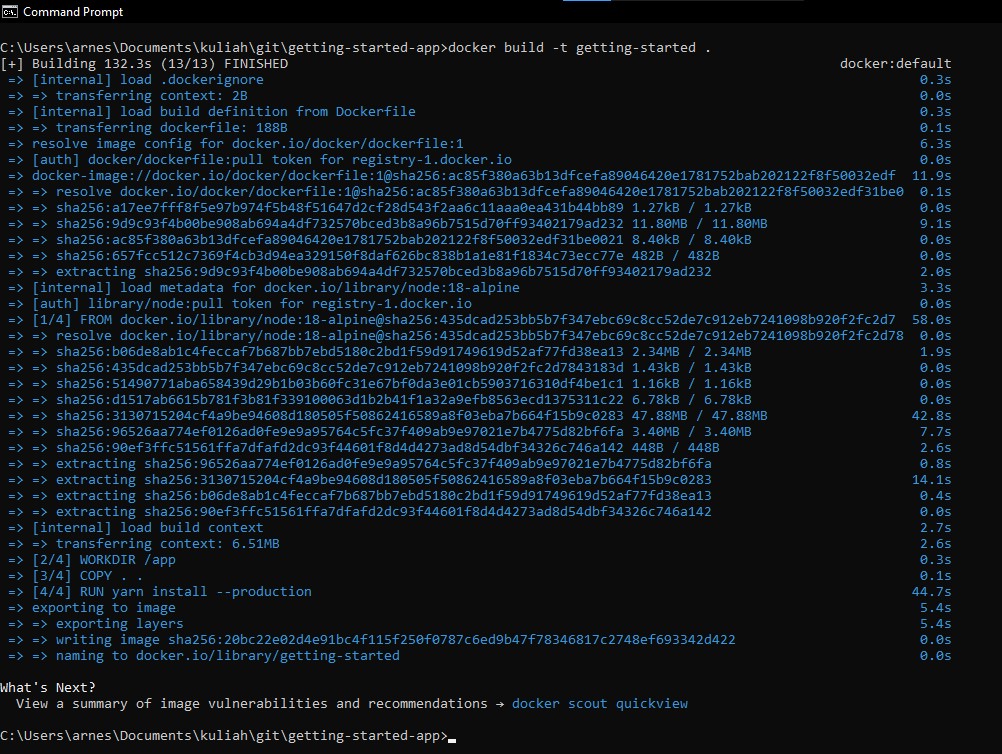 Command Prompt
C:\Users\arnes\Documents\kuliah\git\getting-started-app>docker build -t getting-started .
[+] Building 132.3s (13/13) FINISHED docker:default
=> [internal] load .dockerignore 0.3s
=> => transferring context: 2B 0.0s
=> [internal] load build definition from Dockerfile 0.3s
=> => transferring dockerfile: 188B 0.1s
=> resolve image config for docker.io/docker/dockerfile:1 6.3s
=> [auth] docker/dockerfile:pull token for registry-1.docker.io 0.0s
=> docker-image://docker.io/docker/dockerfile:1@sha256:ac85f380a63b13dfcefa89046420e1781752bab202122f8f50032edf 11.9s
=> => resolve docker.io/docker/dockerfile:1@sha256:ac85f380a63b13dfcefa89046420e1781752bab202122f8f50032edf31be0 0.1s
=> => sha256:a17ee7fff8f5e97b974f5b48f51647d2cf28d543f2aa6c11aaa0ea431b44bb89 1.27kB / 1.27kB 0.0s
=> => sha256:9d9c93f4b00be908ab694a4df732570bced3b8a96b7515d70ff93402179ad232 11.80MB / 11.80MB 9.1s
=> => sha256:ac85f380a63b13dfcefa89046420e1781752bab202122f8f50032edf31be0021 8.40kB / 8.40kB 0.0s
=> => sha256:657fcc512c7369f4cb3d94ea329150f8daf626bc838b1a1e81f1834c73ecc77e 482B / 482B 0.0s
=> => extracting sha256:9d9c93f4b00be908ab694a4df732570bced3b8a96b7515d70ff93402179ad232 2.0s
=> [internal] load metadata for docker.io/library/node:18-alpine 3.3s
=> [auth] library/node:pull token for registry-1.docker.io 0.0s
=> [1/4] FROM docker.io/library/node:18-alpine@sha256:435dcad253bb5b7f347ebc69c8cc52de7c912eb7241098b920f2fc2d7 58.0s
=> => resolve docker.io/library/node:18-alpine@sha256:435dcad253bb5b7f347ebc69c8cc52de7c912eb7241098b920f2fc2d78 0.0s
=> => sha256:b06de8ab1c4feccaf7b687bb7ebd5180c2bd1f59d91749619d52af77fd38ea13 2.34MB / 2.34MB 1.9s
=> => sha256:435dcad253bb5b7f347ebc69c8cc52de7c912eb7241098b920f2fc2d7843183d 1.43kB / 1.43kB 0.0s
=> => sha256:51490771aba658439d29b1b03b60fc31e67bf0da3e01cb5903716310df4be1c1 1.16kB / 1.16kB 0.0s
=> => sha256:d1517ab6615b781f3b81f339100063d1b2b41f1a32a9efb8563ecd1375311c22 6.78kB / 6.78kB 0.0s
=> => sha256:3130715204cf4a9be94608d180505f50862416589a8f03eba7b664f15b9c0283 47.88MB / 47.88MB 42.8s
=> => sha256:96526aa774ef0126ad0fe9e9a95764c5fc37f409ab9e97021e7b4775d82bf6fa 3.40MB / 3.40MB 7.7s
=> => sha256:90ef3ffc51561ffa7dfafd2dc93f44601f8d4d4273ad8d54dbf34326c746a142 448B / 448B 2.6s
=> => extracting sha256:96526aa774ef0126ad0fe9e9a95764c5fc37f409ab9e97021e7b4775d82bf6fa 0.8s
=> => extracting sha256:3130715204cf4a9be94608d180505f50862416589a8f03eba7b664f15b9c0283 14.1s
=> => extracting sha256:b06de8ab1c4feccaf7b687bb7ebd5180c2bd1f59d91749619d52af77fd38ea13 0.4s
=> => extracting sha256:90ef3ffc51561ffa7dfafd2dc93f44601f8d4d4273ad8d54dbf34326c746a142 0.0s
=> [internal] load build context 2.7s
=> => transferring context: 6.51MB 2.6s
=> [2/4] WORKDIR /app 0.3s
=> [3/4] COPY . . 0.1s
=> [4/4] RUN yarn install --production 44.7s
=> exporting to image 5.4s
=> => exporting layers 5.4s
=> => writing image sha256:20bc22e02d4e91bc4f115f250f0787c6ed9b47f78346817c2748ef693342d422 0.0s
=> => naming to docker.io/library/getting-started 0.0s
What's Next?
View a summary of image vulnerabilities and recommendations → docker scout quickview
C:\Users\arnes\Documents\kuliah\git\getting-started-app>